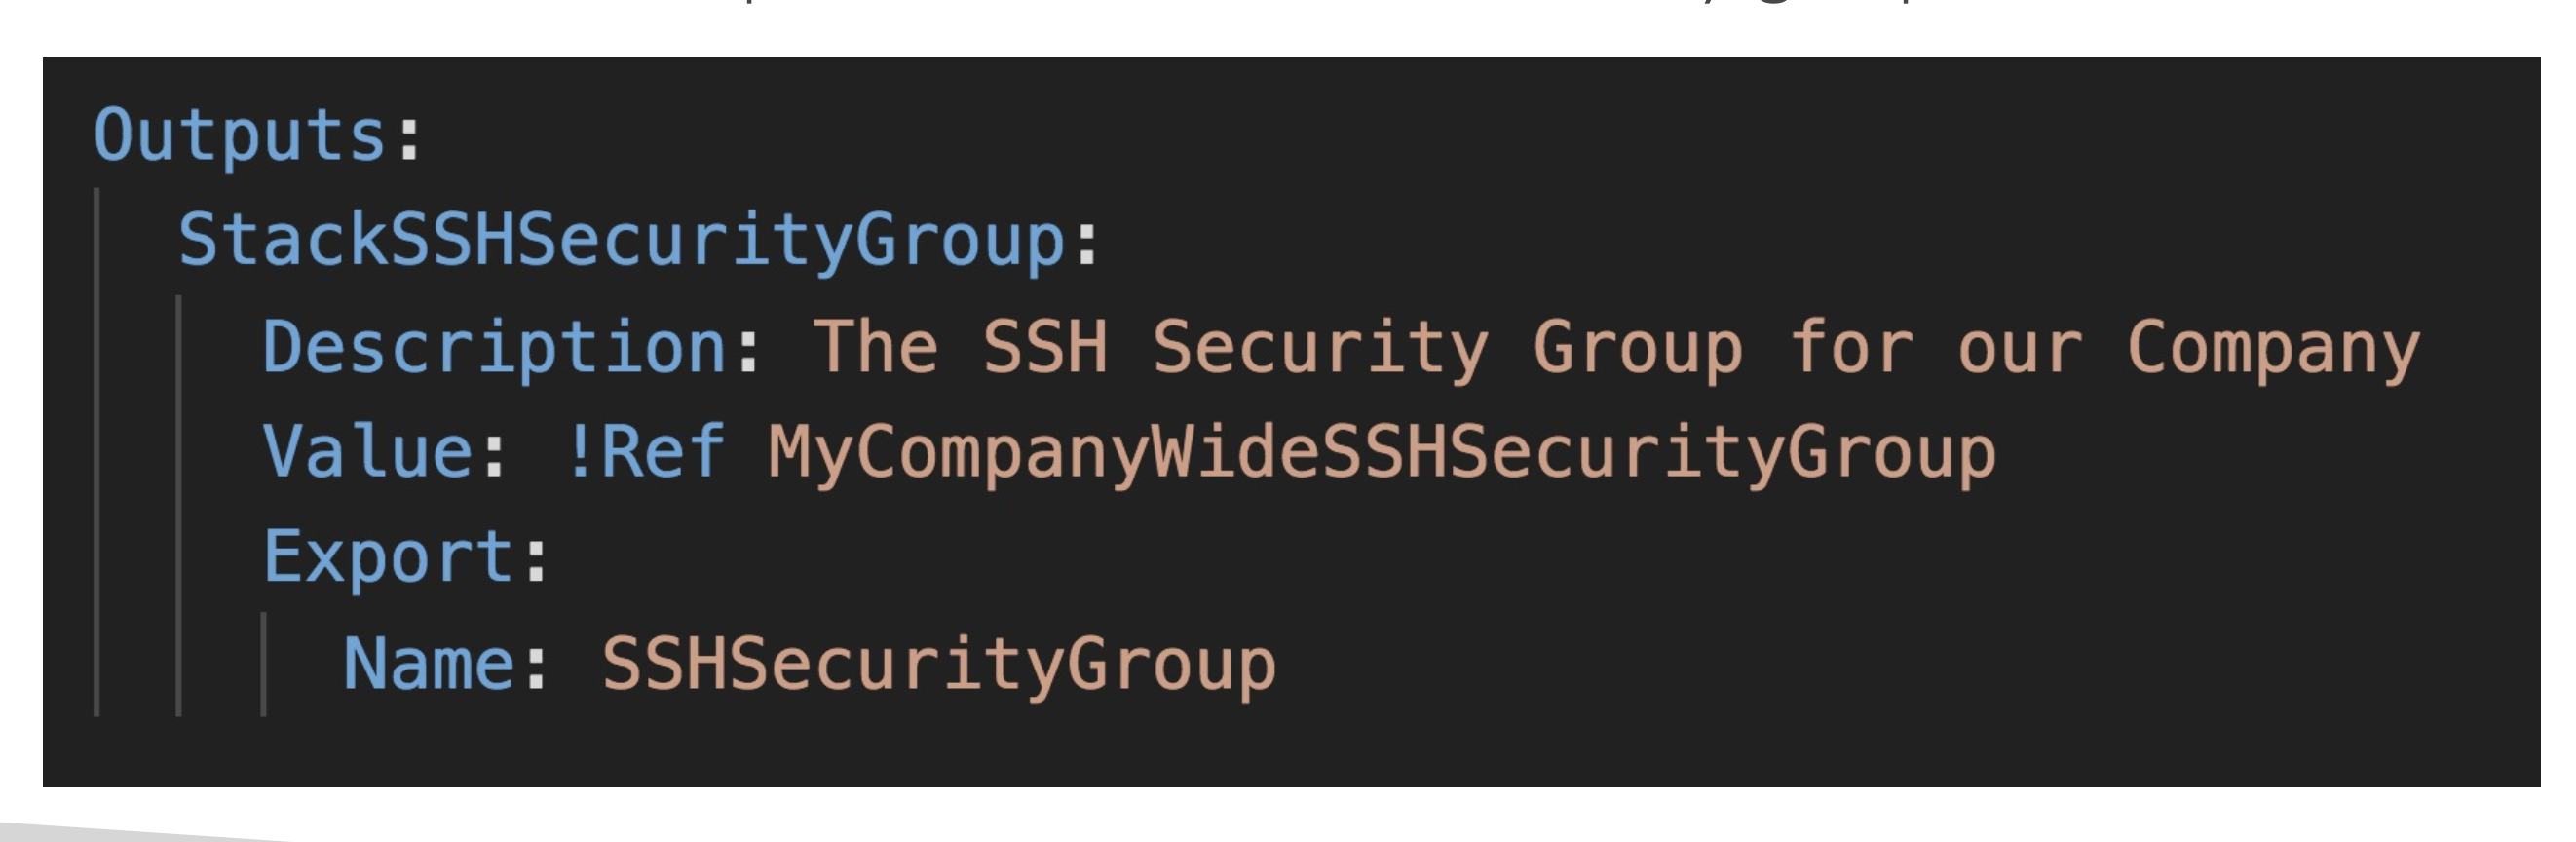 Outputs:
StackSSHSecurityGroup:
Description: The SSH Security Group for our Company
Value: !Ref MyCompanyWideSSHSecurityGroup
Export:
Name: SSHSecurityGroup